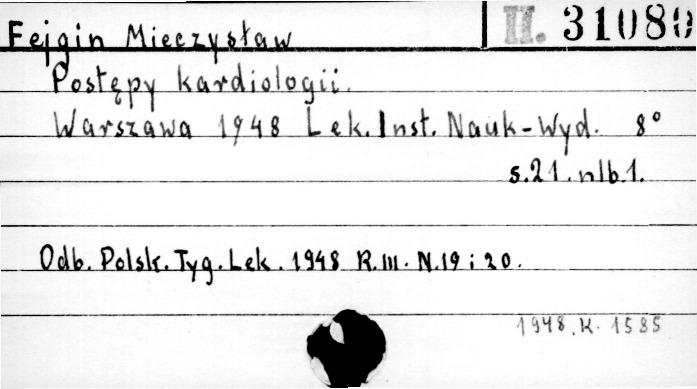 Fejgin Mieczysław II. 31080
Postępy kardiologii.
Warszawa 1948 Lek. Inst. Nauk-Wyd. 8°
s.21. nlb.1.
Odb. Polsk. Tyg. Lek. 1948 R.III. N.19 i 20.
1948.K. 1585